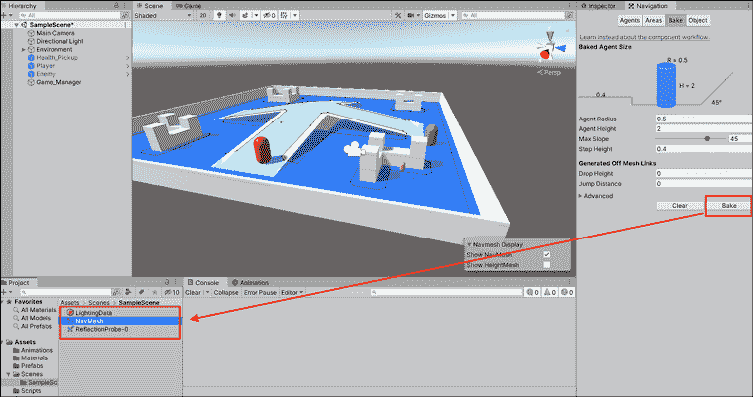 Hierarchy
All
SampleScene*
Main Camera
Directional Light
Environment
Health_Pickup
Player
Enemy
Game_Manager
Scene
Game
Shaded
2D
0
Gizmos
All
Persp
Navmesh Display
Show NavMesh
Show HeightMesh
Inspector
Navigation
Agents
Areas
Bake
Object
Learn instead about the component workflow.
Baked Agent Size
R = 0.5
H = 2
0.4
45°
Agent Radius
0.5
Agent Height
2
Max Slope
45
Step Height
0.4
Generated Off Mesh Links
Drop Height
0
Jump Distance
0
Advanced
Clear
Bake
Project
10
Favorites
All Materials
All Models
All Prefabs
Assets
Animations
Materials
Prefabs
Scenes
SampleSc
Scripts
Assets > Scenes > SampleScene
LightingData
NavMesh
ReflectionProbe-0
Console
Animation
Clear
Collapse
Error Pause
Editor
0
0
0